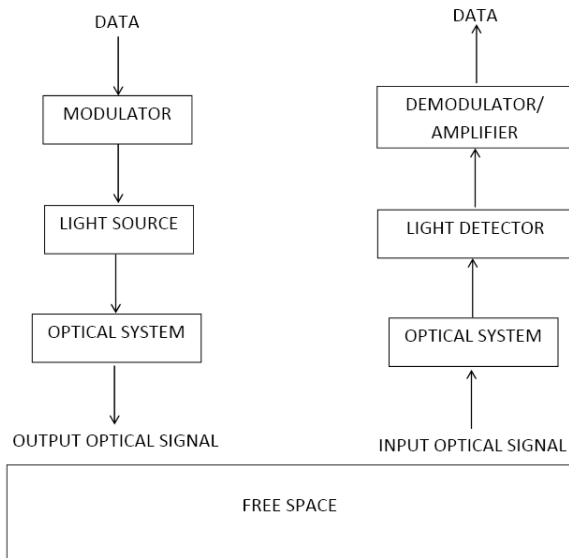 DATA
MODULATOR
LIGHT SOURCE
OPTICAL SYSTEM
OUTPUT OPTICAL SIGNAL
DATA
DEMODULATOR/
AMPLIFIER
LIGHT DETECTOR
OPTICAL SYSTEM
INPUT OPTICAL SIGNAL
FREE SPACE